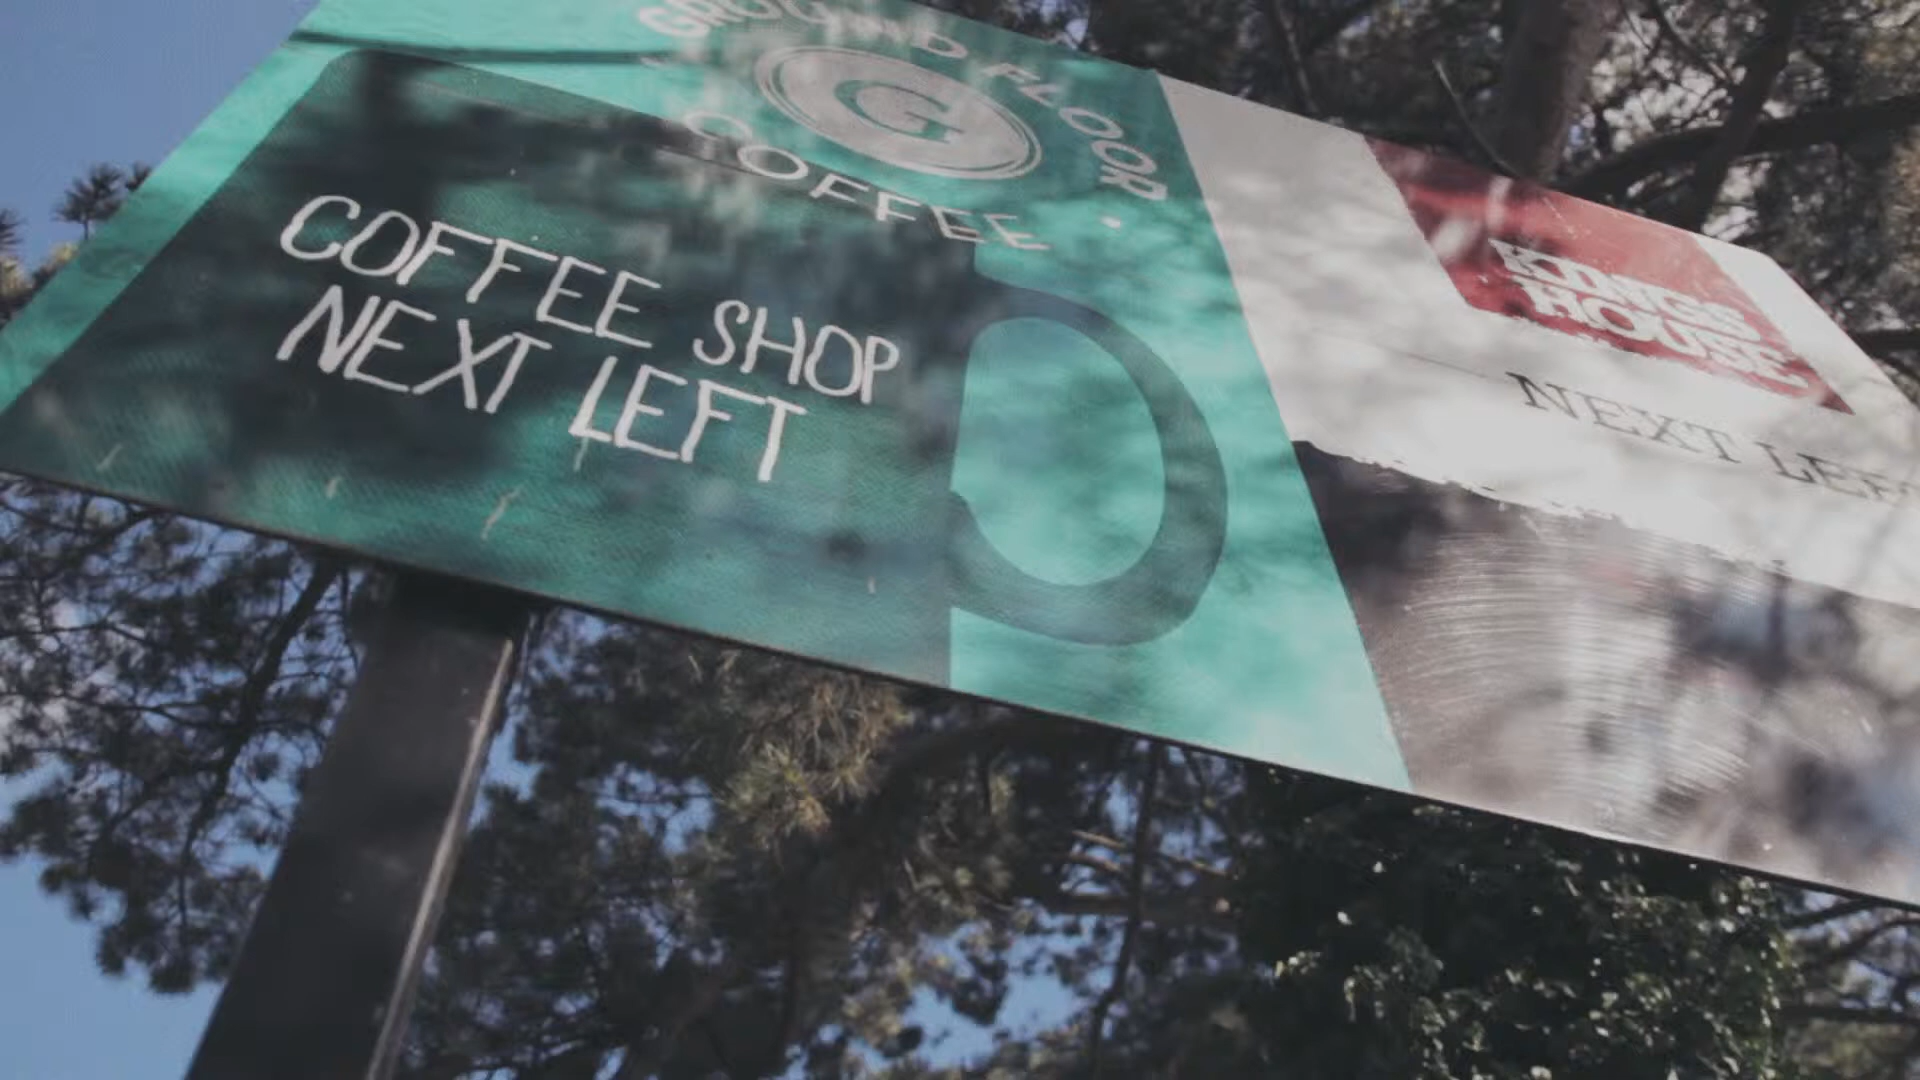 GROUND FLOOR
G
COFFEE
COFFEE SHOP
NEXT LEFT
KINGS
HOUSE
NEXT LEFT